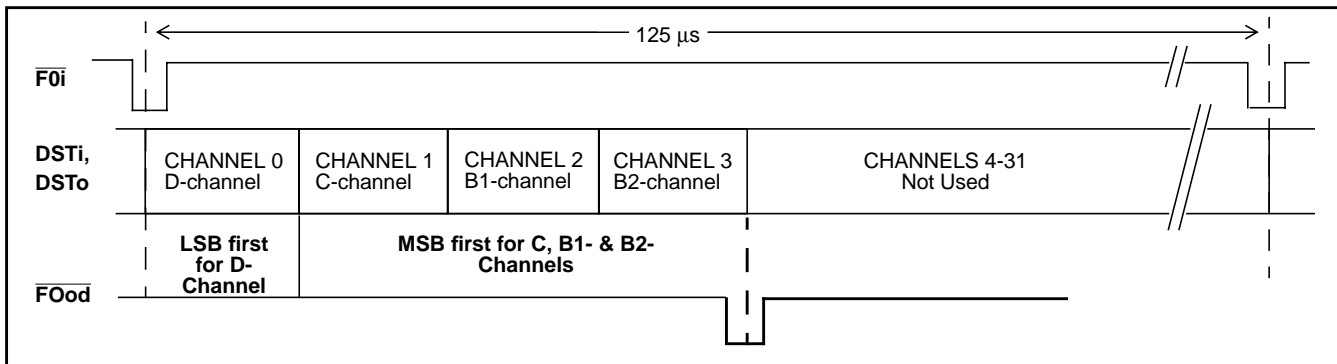 125 µs
F0i
DSTi,
DSTo
CHANNEL 0
D-channel
CHANNEL 1
C-channel
CHANNEL 2
B1-channel
CHANNEL 3
B2-channel
CHANNELS 4-31
Not Used
LSB first
for D-
Channel
MSB first for C, B1- & B2-
Channels
FOod